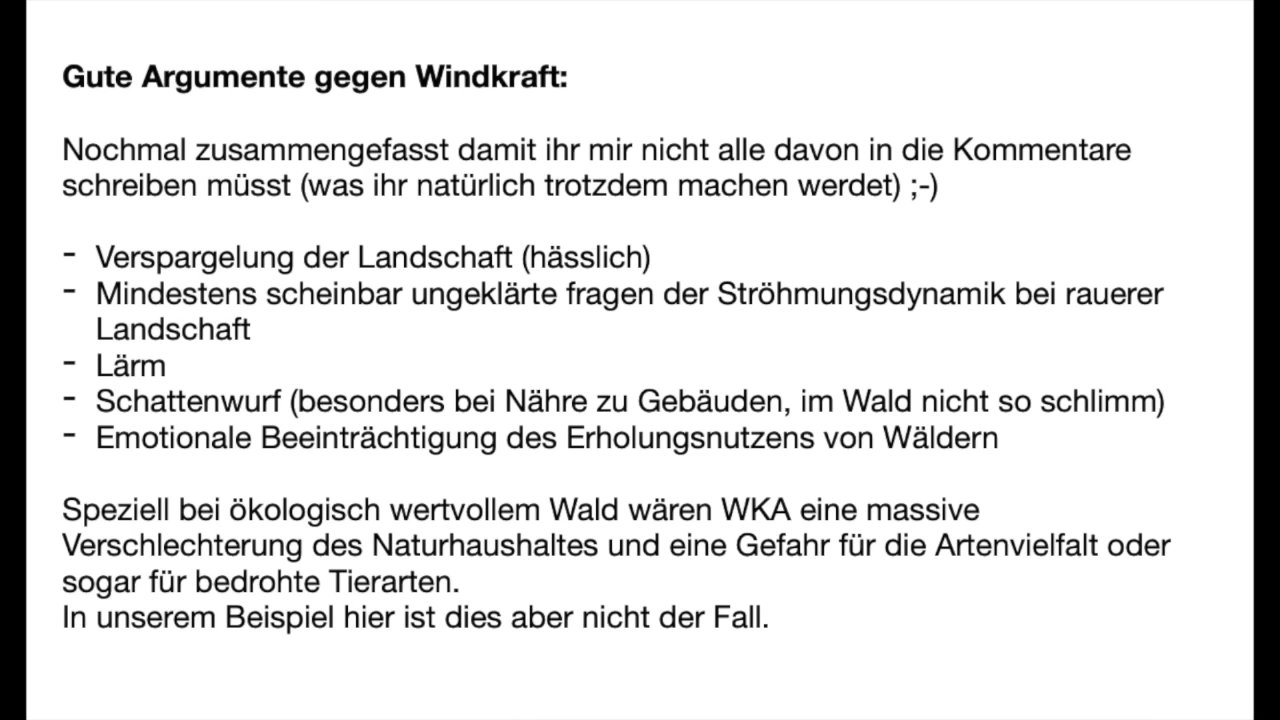 Gute Argumente gegen Windkraft:
Nochmal zusammengefasst damit ihr mir nicht alle davon in die Kommentare
schreiben müsst (was ihr natürlich trotzdem machen werdet) ;-)
- Verspargelung der Landschaft (hässlich)
- Mindestens scheinbar ungeklärte fragen der Ströhmungsdynamik bei rauerer
Landschaft
- Lärm
- Schattenwurf (besonders bei Nähre zu Gebäuden, im Wald nicht so schlimm)
- Emotionale Beeinträchtigung des Erholungsnutzens von Wäldern
Speziell bei ökologisch wertvollem Wald wären WKA eine massive
Verschlechterung des Naturhaushaltes und eine Gefahr für die Artenvielfalt oder
sogar für bedrohte Tierarten.
In unserem Beispiel hier ist dies aber nicht der Fall.